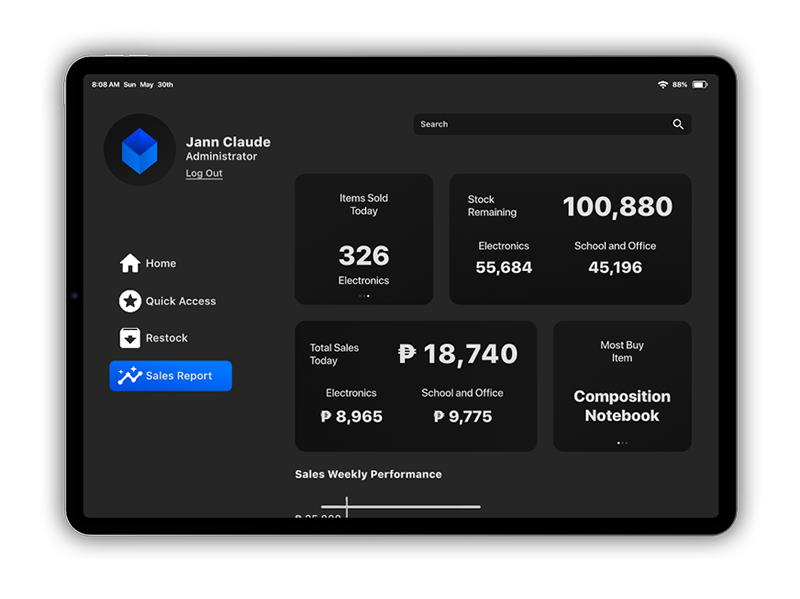 8:08 AM Sun May 30th
88%
Jann Claude
Administrator
Log Out
Search
Home
Quick Access
Restock
Sales Report
Items Sold
Today
326
Electronics
Stock
Remaining
100,880
Electronics
55,684
School and Office
45,196
Total Sales
Today
₱ 18,740
Electronics
₱ 8,965
School and Office
₱ 9,775
Most Buy
Item
Composition
Notebook
Sales Weekly Performance
₱ 25,000